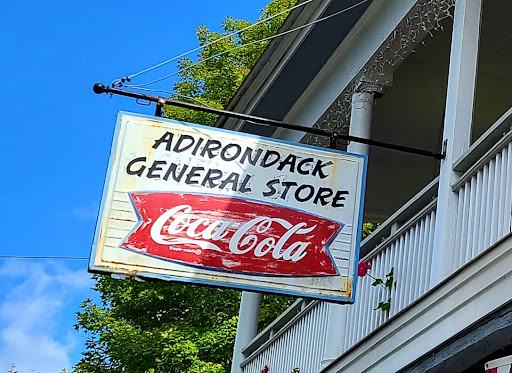 ADIRONDACK
GENERAL STORE
Coca-Cola